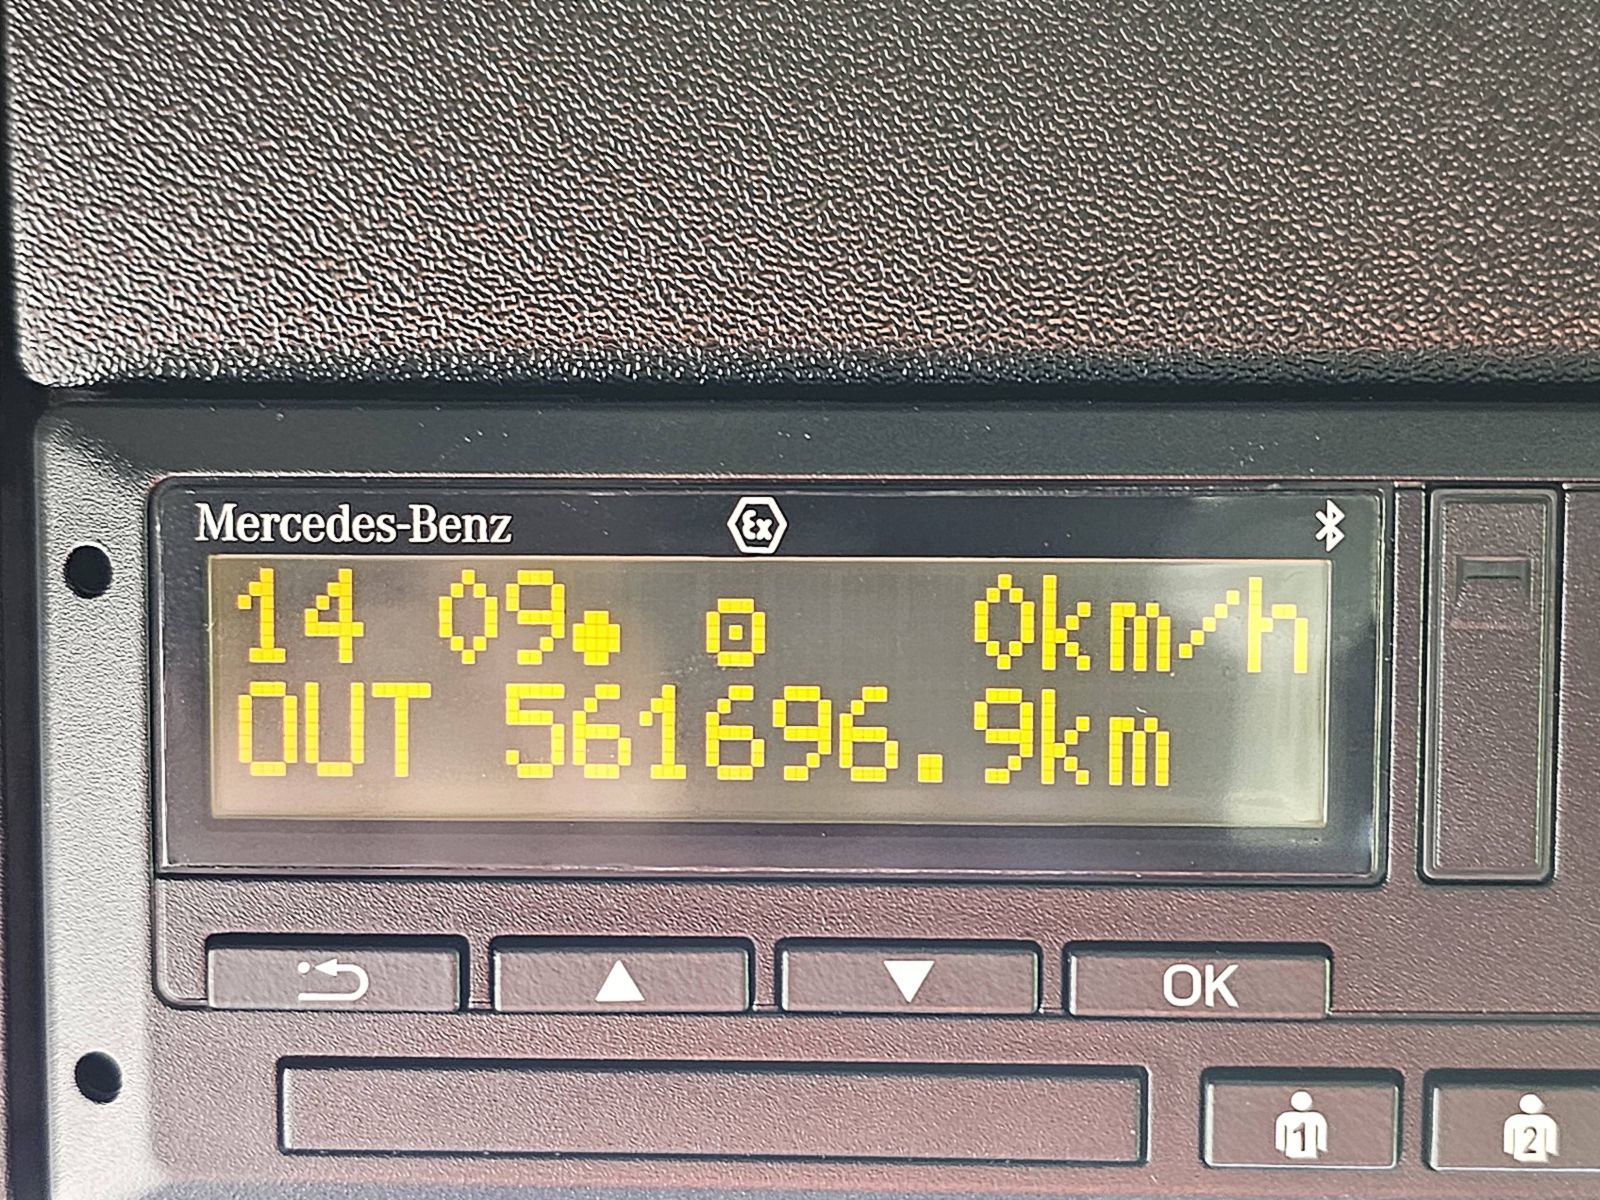 Mercedes-Benz Ex
14 09● 0km/h
OUT 561696.9km
OK
1 2